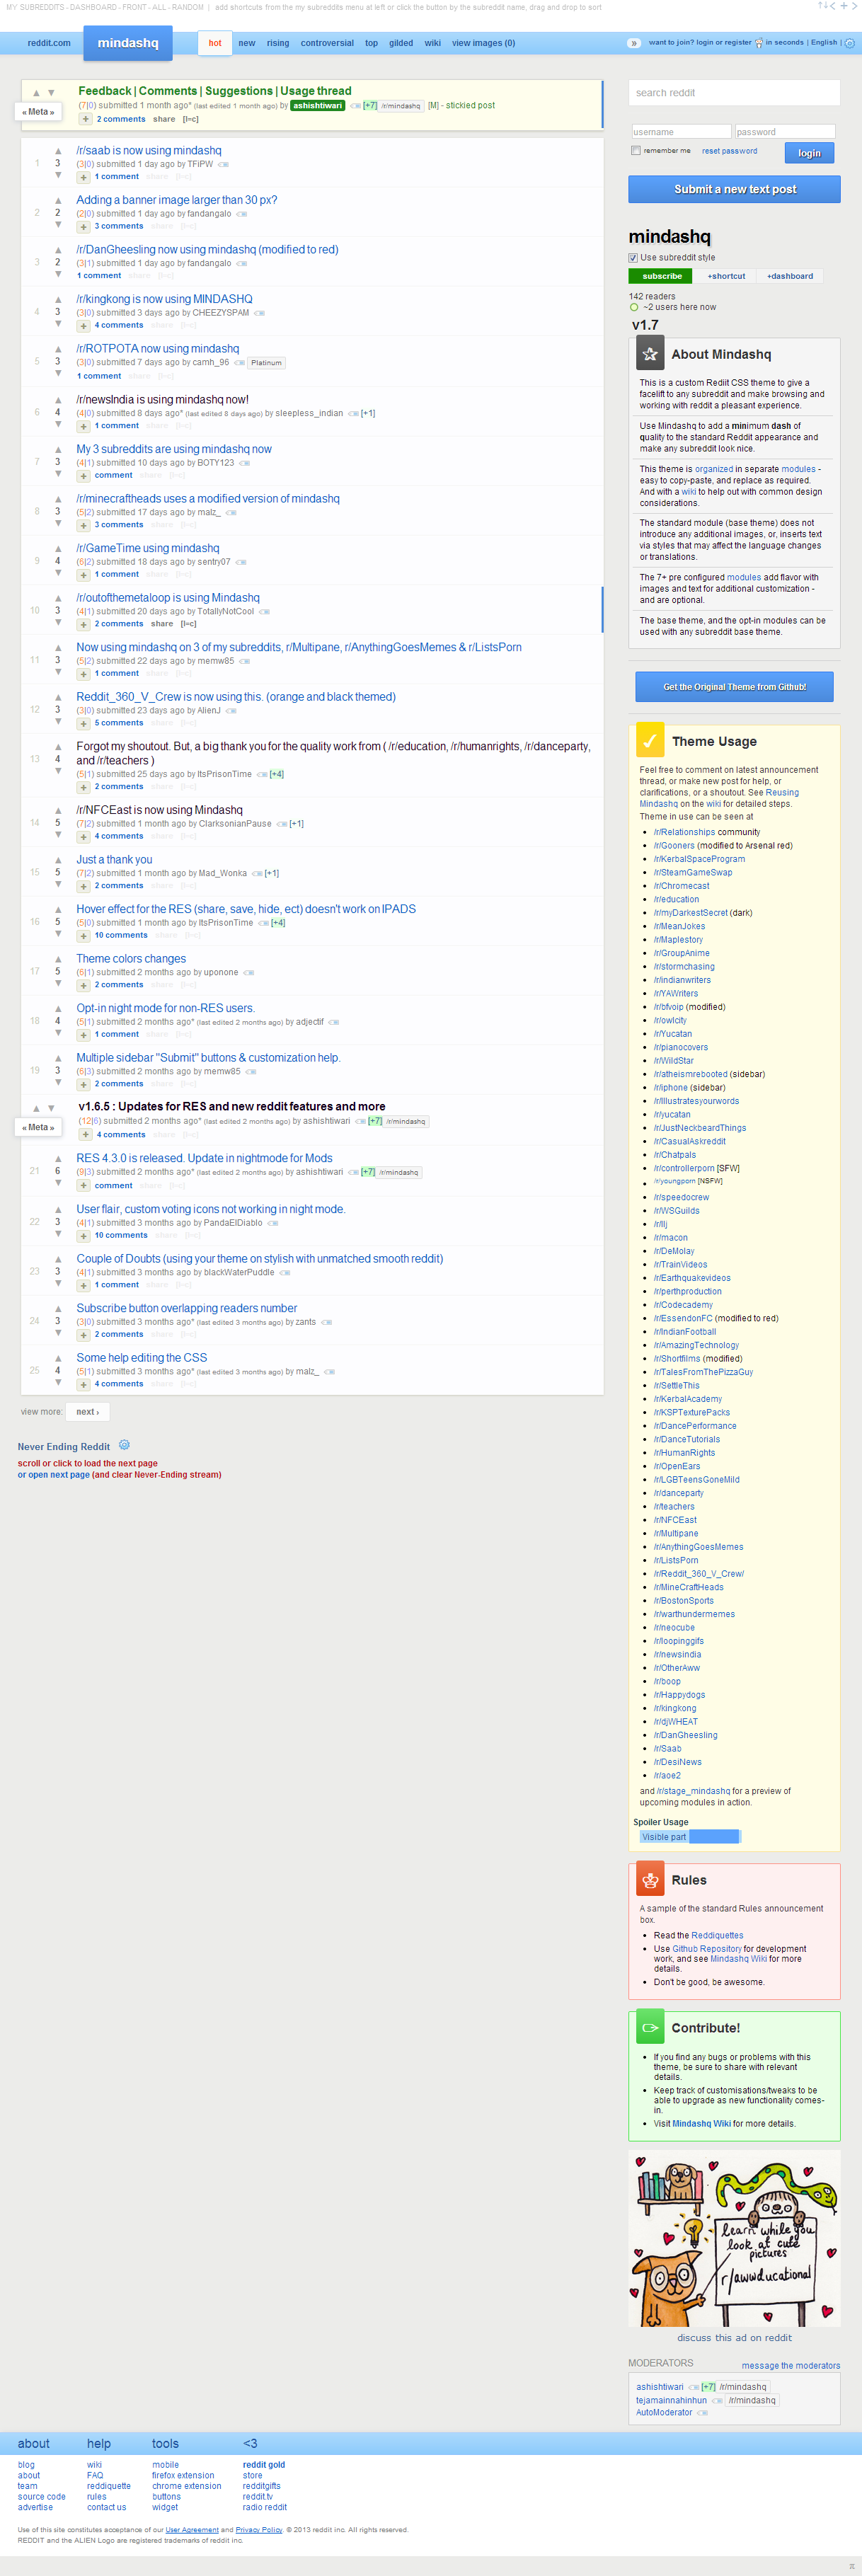 MY SUBREDDITS - DASHBOARD - FRONT - ALL - RANDOM | add shortcuts from the my subreddits menu at left or click the button by the subreddit name, drag and drop to sort
reddit.com mindashq hot new rising controversial top gilded wiki view images (0) » want to join? login or register in seconds | English |
Feedback | Comments | Suggestions | Usage thread
(7|0) submitted 1 month ago* (last edited 1 month ago) by ashishtiwari [+7] /r/mindashq [M] - stickied post
« Meta »
+ 2 comments share [l=c]
1 3 /r/saab is now using mindashq
(3|0) submitted 1 day ago by TFIPW
+ 1 comment share [l=c]
2 2 Adding a banner image larger than 30 px?
(2|0) submitted 1 day ago by fandangalo
+ 3 comments share [l=c]
3 2 /r/DanGheesling now using mindashq (modified to red)
(3|1) submitted 1 day ago by fandangalo
1 comment share [l=c]
4 3 /r/kingkong is now using MINDASHQ
(3|0) submitted 3 days ago by CHEEZYSPAM
+ 4 comments share [l=c]
5 3 /r/ROTPOTA now using mindashq
(3|0) submitted 7 days ago by camh_96 Platinum
1 comment share [l=c]
6 4 /r/newsIndia is using mindashq now!
(4|0) submitted 8 days ago* (last edited 8 days ago) by sleepless_indian [+1]
+ 1 comment share [l=c]
7 3 My 3 subreddits are using mindashq now
(4|1) submitted 10 days ago by BOTY123
+ comment share [l=c]
8 3 /r/minecraftheads uses a modified version of mindashq
(5|2) submitted 17 days ago by malz_
+ 3 comments share [l=c]
9 4 /r/GameTime using mindashq
(6|2) submitted 18 days ago by sentry07
+ 1 comment share [l=c]
10 3 /r/outofthemetaloop is using Mindashq
(4|1) submitted 20 days ago by TotallyNotCool
+ 2 comments share [l=c]
11 3 Now using mindashq on 3 of my subreddits, r/Multipane, r/AnythingGoesMemes & r/ListsPorn
(5|2) submitted 22 days ago by memw85
+ 1 comment share [l=c]
12 3 Reddit_360_V_Crew is now using this. (orange and black themed)
(3|0) submitted 23 days ago by AlienJ
+ 5 comments share [l=c]
13 4 Forgot my shoutout. But, a big thank you for the quality work from ( /r/education, /r/humanrights, /r/danceparty,
and /r/teachers )
(5|1) submitted 25 days ago by ItsPrisonTime [+4]
+ 2 comments share [l=c]
14 5 /r/NFCEast is now using Mindashq
(7|2) submitted 1 month ago by ClarksonianPause [+1]
+ 4 comments share [l=c]
15 5 Just a thank you
(7|2) submitted 1 month ago by Mad_Wonka [+1]
+ 2 comments share [l=c]
16 5 Hover effect for the RES (share, save, hide, ect) doesn't work on IPADS
(5|0) submitted 1 month ago by ItsPrisonTime [+4]
+ 10 comments share [l=c]
17 5 Theme colors changes
(6|1) submitted 2 months ago by uponone
+ 2 comments share [l=c]
18 4 Opt-in night mode for non-RES users.
(5|1) submitted 2 months ago* (last edited 2 months ago) by adjectif
+ 1 comment share [l=c]
19 3 Multiple sidebar "Submit" buttons & customization help.
(6|3) submitted 2 months ago by memw85
+ 2 comments share [l=c]
v1.6.5 : Updates for RES and new reddit features and more
(12|6) submitted 2 months ago* (last edited 2 months ago) by ashishtiwari [+7] /r/mindashq
« Meta »
+ 4 comments share [l=c]
21 6 RES 4.3.0 is released. Update in nightmode for Mods
(9|3) submitted 2 months ago* (last edited 2 months ago) by ashishtiwari [+7] /r/mindashq
+ comment share [l=c]
22 3 User flair, custom voting icons not working in night mode.
(4|1) submitted 3 months ago by PandaElDiablo
+ 10 comments share [l=c]
23 3 Couple of Doubts (using your theme on stylish with unmatched smooth reddit)
(4|1) submitted 3 months ago by blackWaterPuddle
+ 1 comment share [l=c]
24 3 Subscribe button overlapping readers number
(3|0) submitted 3 months ago* (last edited 3 months ago) by zants
+ 2 comments share [l=c]
25 4 Some help editing the CSS
(5|1) submitted 3 months ago* (last edited 3 months ago) by malz_
+ 4 comments share [l=c]
view more: next ›
Never Ending Reddit
scroll or click to load the next page
or open next page (and clear Never-Ending stream)
search reddit
username password
remember me reset password login
Submit a new text post
mindashq
Use subreddit style
subscribe +shortcut +dashboard
142 readers
~2 users here now
v1.7
About Mindashq
This is a custom Rediit CSS theme to give a
facelift to any subreddit and make browsing and
working with reddit a pleasant experience.
Use Mindashq to add a minimum dash of
quality to the standard Reddit appearance and
make any subreddit look nice.
This theme is organized in separate modules -
easy to copy-paste, and replace as required.
And with a wiki to help out with common design
considerations.
The standard module (base theme) does not
introduce any additional images, or, inserts text
via styles that may affect the language changes
or translations.
The 7+ pre configured modules add flavor with
images and text for additional customization -
and are optional.
The base theme, and the opt-in modules can be
used with any subreddit base theme.
Get the Original Theme from Github!
Theme Usage
Feel free to comment on latest announcement
thread, or make new post for help, or
clarifications, or a shoutout. See Reusing
Mindashq on the wiki for detailed steps.
Theme in use can be seen at
/r/Relationships community
/r/Gooners (modified to Arsenal red)
/r/KerbalSpaceProgram
/r/SteamGameSwap
/r/Chromecast
/r/education
/r/myDarkestSecret (dark)
/r/MeanJokes
/r/Maplestory
/r/GroupAnime
/r/stormchasing
/r/indianwriters
/r/YAWriters
/r/bfvoip (modified)
/r/owlcity
/r/Yucatan
/r/pianocovers
/r/WildStar
/r/atheismrebooted (sidebar)
/r/iphone (sidebar)
/r/Illustratesyourwords
/r/yucatan
/r/JustNeckbeardThings
/r/CasualAskreddit
/r/Chatpals
/r/controllerporn [SFW]
/r/youngporn [NSFW]
/r/speedocrew
/r/WSGuilds
/r/llj
/r/macon
/r/DeMolay
/r/TrainVideos
/r/Earthquakevideos
/r/perthproduction
/r/Codecademy
/r/EssendonFC (modified to red)
/r/IndianFootball
/r/AmazingTechnology
/r/Shortfilms (modified)
/r/TalesFromThePizzaGuy
/r/SettleThis
/r/KerbalAcademy
/r/KSPTexturePacks
/r/DancePerformance
/r/DanceTutorials
/r/HumanRights
/r/OpenEars
/r/LGBTeensGoneMild
/r/danceparty
/r/teachers
/r/NFCEast
/r/Multipane
/r/AnythingGoesMemes
/r/ListsPorn
/r/Reddit_360_V_Crew/
/r/MineCraftHeads
/r/BostonSports
/r/warthundermemes
/r/neocube
/r/loopinggifs
/r/newsindia
/r/OtherAww
/r/boop
/r/Happydogs
/r/kingkong
/r/djWHEAT
/r/DanGheesling
/r/Saab
/r/DesiNews
/r/aoe2
and /r/stage_mindashq for a preview of
upcoming modules in action.
Spoiler Usage
Visible part
Rules
A sample of the standard Rules announcement
box.
Read the Reddiquettes
Use Github Repository for development
work, and see Mindashq Wiki for more
details.
Don't be good, be awesome.
Contribute!
If you find any bugs or problems with this
theme, be sure to share with relevant
details.
Keep track of customisations/tweaks to be
able to upgrade as new functionality comes-
in.
Visit Mindashq Wiki for more details.
learn while you
look at cute
pictures
r/awwducational
discuss this ad on reddit
MODERATORS message the moderators
ashishtiwari [+7] /r/mindashq
tejamainnahinhun /r/mindashq
AutoModerator
about help tools <3
blog wiki mobile reddit gold
about FAQ firefox extension store
team reddiquette chrome extension redditgifts
source code rules buttons reddit.tv
advertise contact us widget radio reddit
Use of this site constitutes acceptance of our User Agreement and Privacy Policy. © 2013 reddit inc. All rights reserved.
REDDIT and the ALIEN Logo are registered trademarks of reddit inc.
π